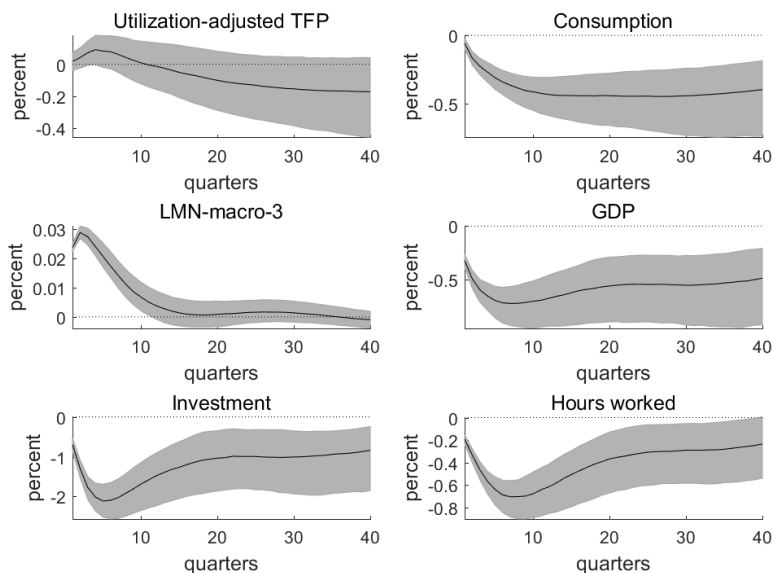 Utilization-adjusted TFP
percent
0
-0.2
-0.4
10 20 30 40
quarters
Consumption
percent
0
-0.5
10 20 30 40
quarters
LMN-macro-3
percent
0.03
0.02
0.01
0
10 20 30 40
quarters
GDP
percent
0
-0.5
10 20 30 40
quarters
Investment
percent
0
-1
-2
10 20 30 40
quarters
Hours worked
percent
0
-0.2
-0.4
-0.6
-0.8
10 20 30 40
quarters